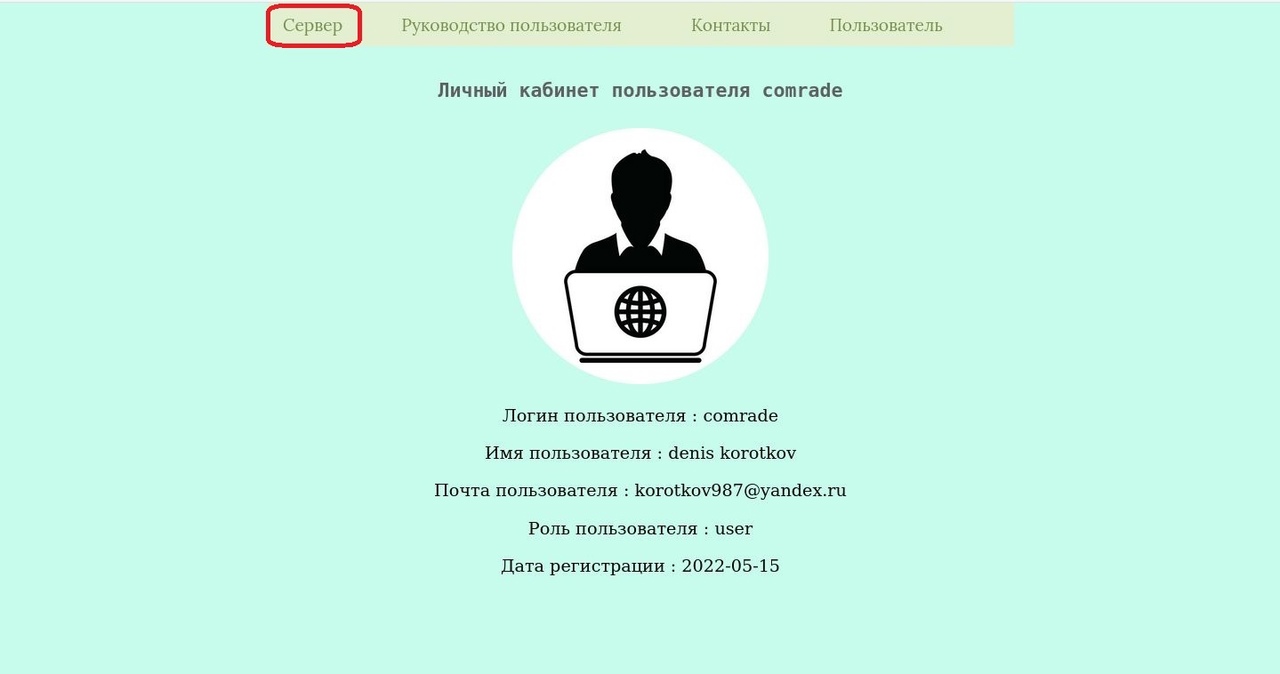 Сервер Руководство пользователя Контакты Пользователь
Личный кабинет пользователя comrade
Логин пользователя : comrade
Имя пользователя : denis korotkov
Почта пользователя : korotkov987@yandex.ru
Роль пользователя : user
Дата регистрации : 2022-05-15